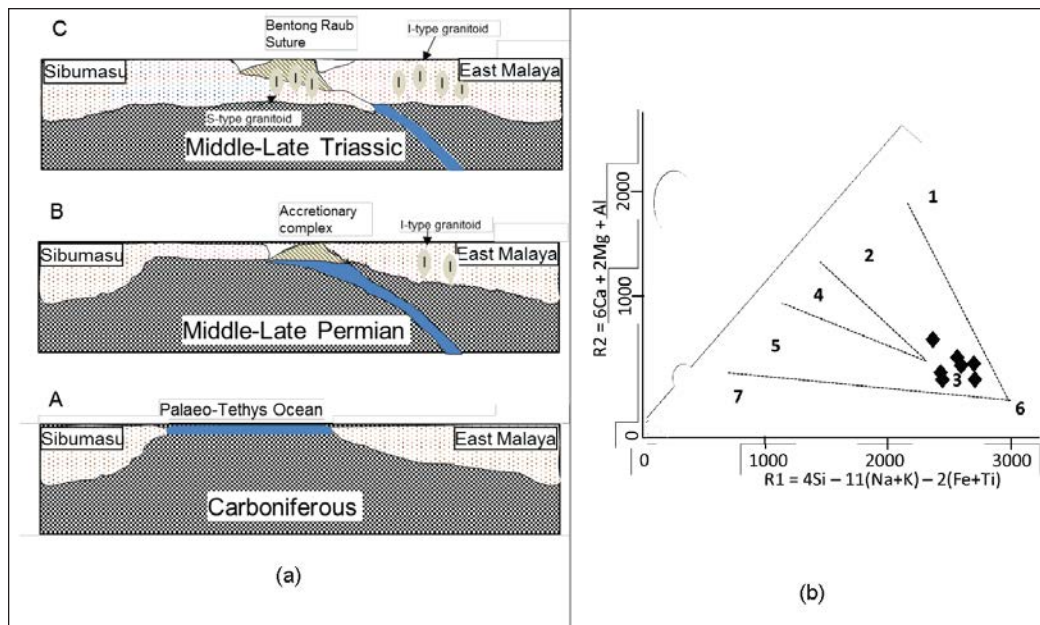 C
Bentong Raub
Suture
I-type granitoid
Sibumasu
East Malaya
I I I
I I I I
S-type granitoid
Middle-Late Triassic
B
Accretionary
complex
I-type granitoid
Sibumasu
East Malaya
I I
Middle-Late Permian
A
Palaeo-Tethys Ocean
Sibumasu
East Malaya
Carboniferous
(a)
R2 = 6Ca + 2Mg + Al
2000
1000
0
1
2
4
5
3
7
6
0 1000 2000 3000
R1 = 4Si – 11(Na+K) – 2(Fe+Ti)
(b)